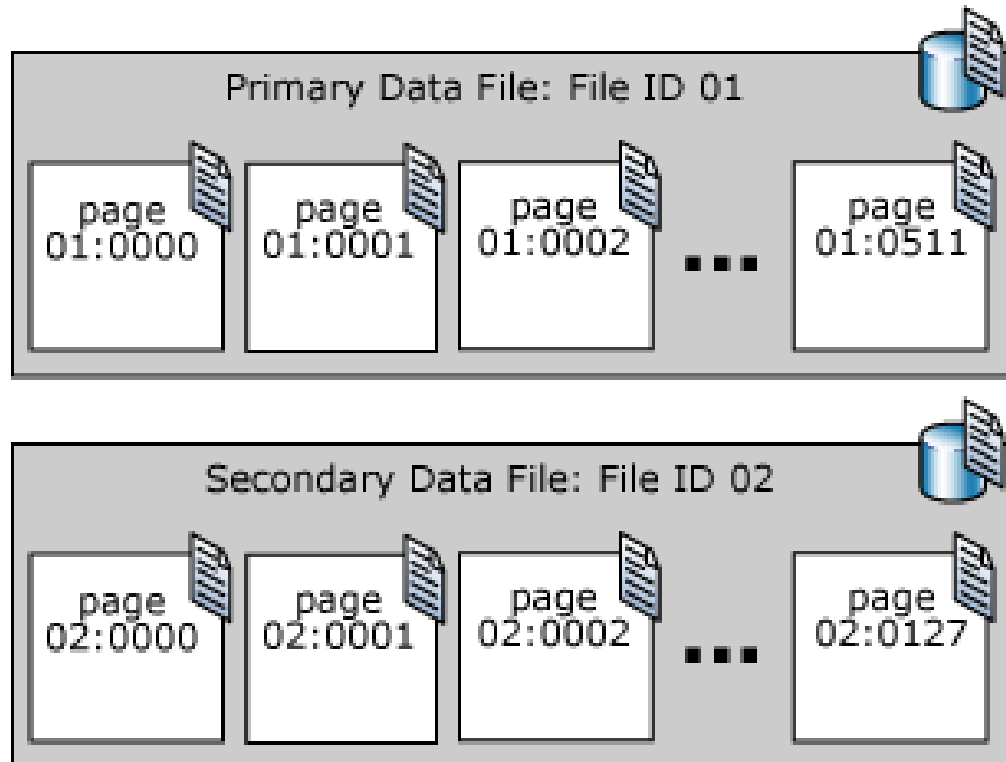 Primary Data File: File ID 01
page
01:0000
page
01:0001
page
01:0002
...
page
01:0511
Secondary Data File: File ID 02
page
02:0000
page
02:0001
page
02:0002
...
page
02:0127